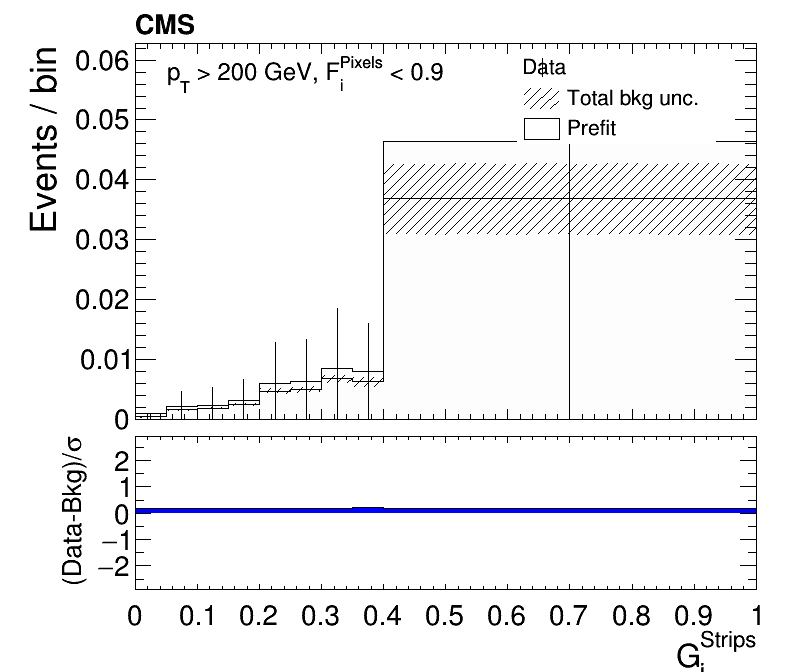 CMS
p_T > 200 GeV, F_i^Pixels < 0.9
Data
Total bkg unc.
Prefit
Events / bin
0.06
0.05
0.04
0.03
0.02
0.01
0
(Data-Bkg)/σ
2
1
0
−1
−2
0 0.1 0.2 0.3 0.4 0.5 0.6 0.7 0.8 0.9 1
G_i^Strips